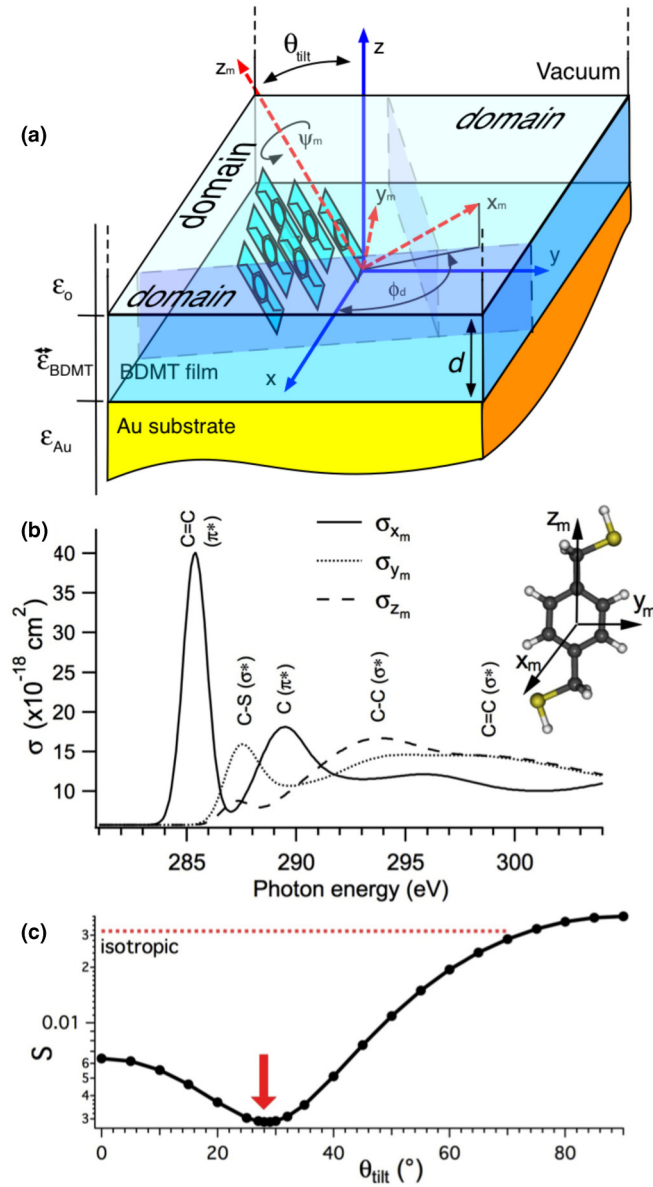 (a)
θtilt
z
zm
Vacuum
ψm
domain
domain
domain
ym
xm
y
ϕd
x
εo
ε↔BDMT
BDMT film
d
εAu
Au substrate
(b)
C=C (π*)
σxm
σym
σzm
zm
ym
xm
C-S (σ*)
C (π*)
C-C (σ*)
C=C (σ*)
σ (x10⁻¹⁸ cm²)
40
35
30
25
20
15
10
285
290
295
300
Photon energy (eV)
(c)
isotropic
S
3
2
0.01
6
5
4
3
0
20
40
60
80
θtilt (°)